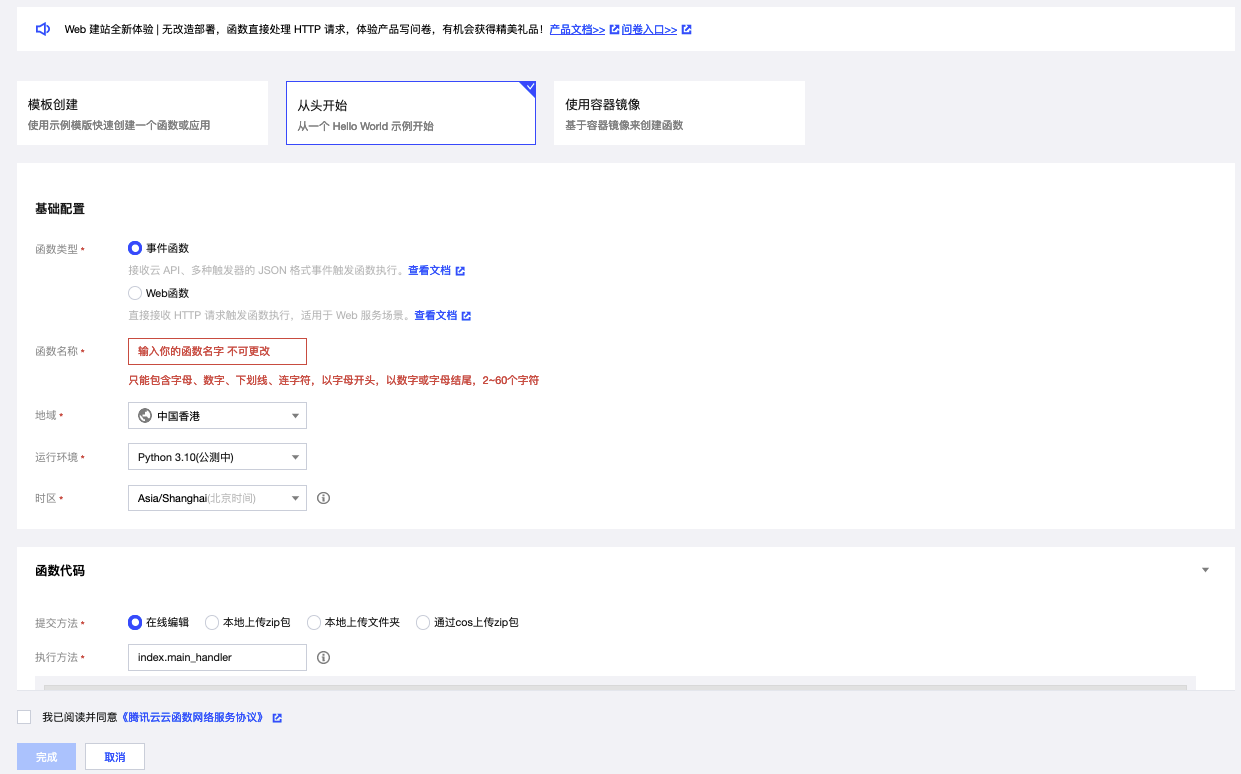 Web 建站全新体验 | 无改造部署，函数直接处理 HTTP 请求，体验产品写问卷，有机会获得精美礼品！ 产品文档>> 问卷入口>>
模板创建
使用示例模版快速创建一个函数或应用
从头开始
从一个 Hello World 示例开始
使用容器镜像
基于容器镜像来创建函数
基础配置
函数类型 * 事件函数
接收云 API、多种触发器的 JSON 格式事件触发函数执行。查看文档
Web函数
直接接收 HTTP 请求触发函数执行，适用于 Web 服务场景。查看文档
函数名称 * 输入你的函数名字 不可更改
只能包含字母、数字、下划线、连字符，以字母开头，以数字或字母结尾，2~60个字符
地域 * 中国香港
运行环境 * Python 3.10(公测中)
时区 * Asia/Shanghai(北京时间)
函数代码
提交方法 * 在线编辑 本地上传zip包 本地上传文件夹 通过cos上传zip包
执行方法 * index.main_handler
我已阅读并同意《腾讯云云函数网络服务协议》
完成 取消